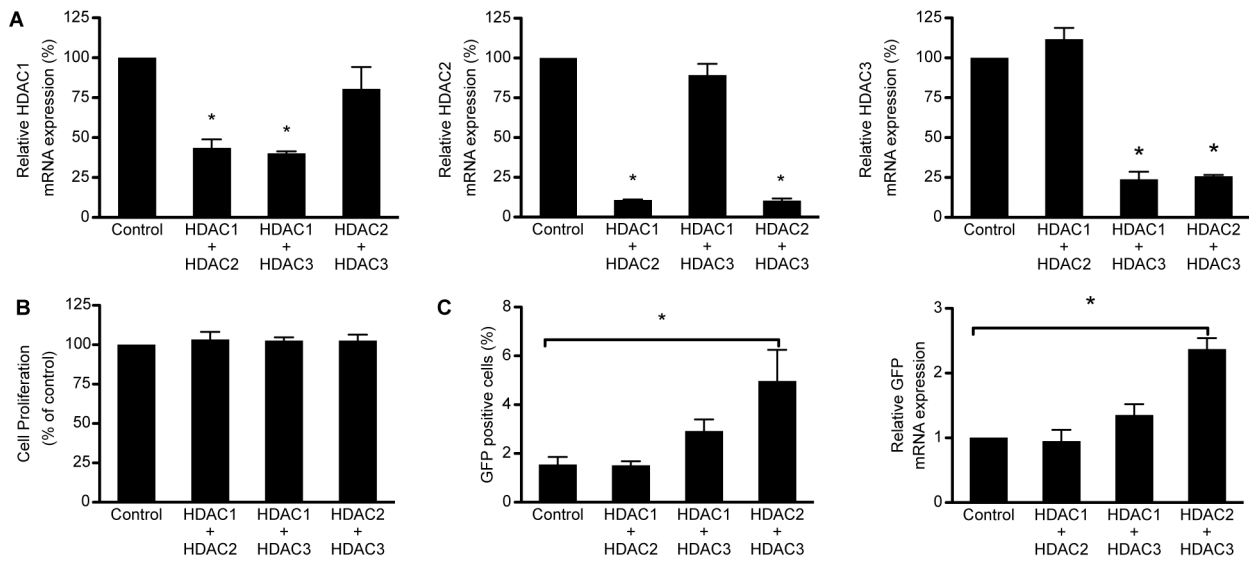 A
Relative HDAC1
mRNA expression (%)
125
100
75
50
25
0
*
*
Control
HDAC1
+
HDAC2
HDAC1
+
HDAC3
HDAC2
+
HDAC3
Relative HDAC2
mRNA expression (%)
125
100
75
50
25
0
*
*
Control
HDAC1
+
HDAC2
HDAC1
+
HDAC3
HDAC2
+
HDAC3
Relative HDAC3
mRNA expression (%)
125
100
75
50
25
0
*
*
Control
HDAC1
+
HDAC2
HDAC1
+
HDAC3
HDAC2
+
HDAC3
B
Cell Proliferation
(% of control)
125
100
75
50
25
0
Control
HDAC1
+
HDAC2
HDAC1
+
HDAC3
HDAC2
+
HDAC3
C
GFP positive cells (%)
8
6
4
2
0
*
Control
HDAC1
+
HDAC2
HDAC1
+
HDAC3
HDAC2
+
HDAC3
Relative GFP
mRNA expression
3
2
1
0
*
Control
HDAC1
+
HDAC2
HDAC1
+
HDAC3
HDAC2
+
HDAC3